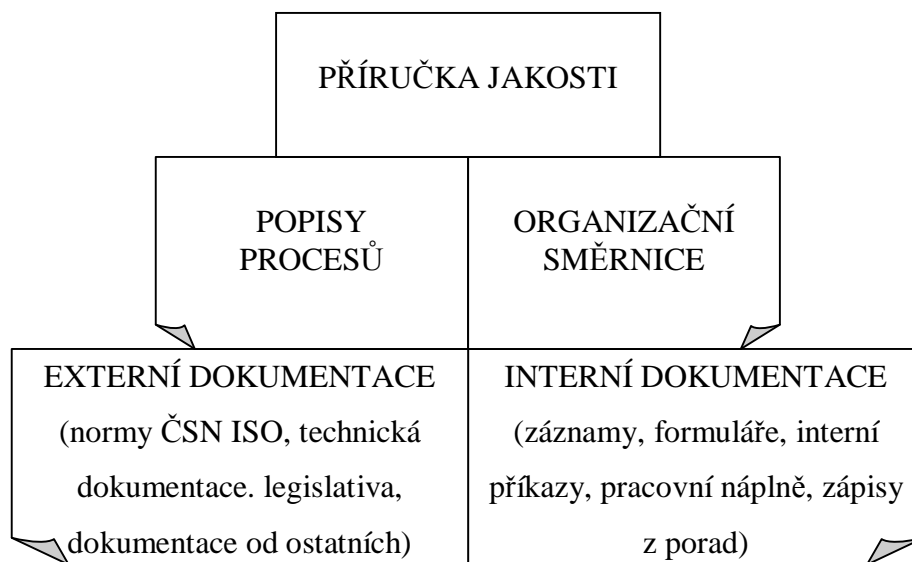 PŘÍRUČKA JAKOSTI
POPISY
PROCESŮ
ORGANIZAČNÍ
SMĚRNICE
EXTERNÍ DOKUMENTACE
(normy ČSN ISO, technická
dokumentace. legislativa,
dokumentace od ostatních)
INTERNÍ DOKUMENTACE
(záznamy, formuláře, interní
příkazy, pracovní náplně, zápisy
z porad)